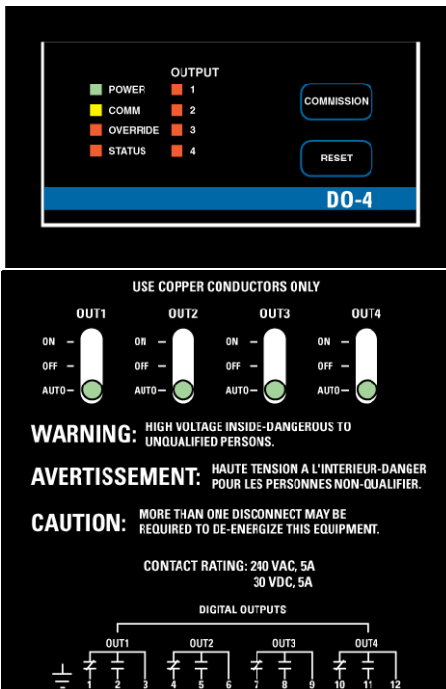 OUTPUT
POWER 1
COMM 2
OVERRIDE 3
STATUS 4
COMMISSION
RESET
DO-4
USE COPPER CONDUCTORS ONLY
OUT1 OUT2 OUT3 OUT4
ON – ON – ON – ON –
OFF – OFF – OFF – OFF –
AUTO – AUTO – AUTO – AUTO –
WARNING: HIGH VOLTAGE INSIDE-DANGEROUS TO
UNQUALIFIED PERSONS.
AVERTISSEMENT: HAUTE TENSION A L'INTERIEUR-DANGER
POUR LES PERSONNES NON-QUALIFIER.
CAUTION: MORE THAN ONE DISCONNECT MAY BE
REQUIRED TO DE-ENERGIZE THIS EQUIPMENT.
CONTACT RATING: 240 VAC, 5A
30 VDC, 5A
DIGITAL OUTPUTS
OUT1 OUT2 OUT3 OUT4
1 2 3 4 5 6 7 8 9 10 11 12